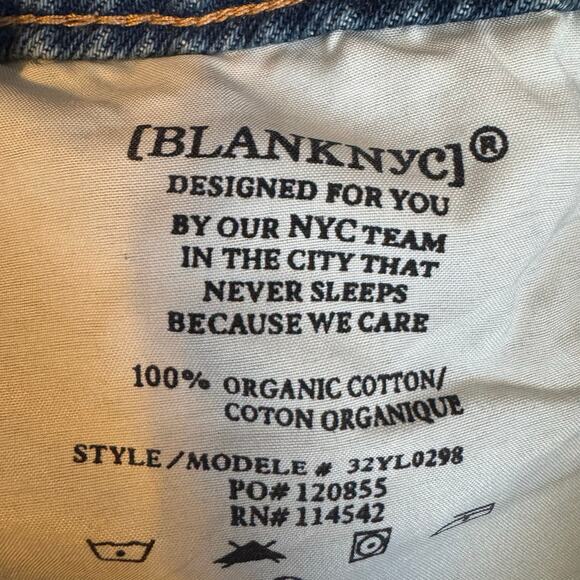 [BLANKNYC]®
DESIGNED FOR YOU
BY OUR NYC TEAM
IN THE CITY THAT
NEVER SLEEPS
BECAUSE WE CARE
100% ORGANIC COTTON/
COTON ORGANIQUE
STYLE/MODELE # 32YL0298
PO# 120855
RN# 114542